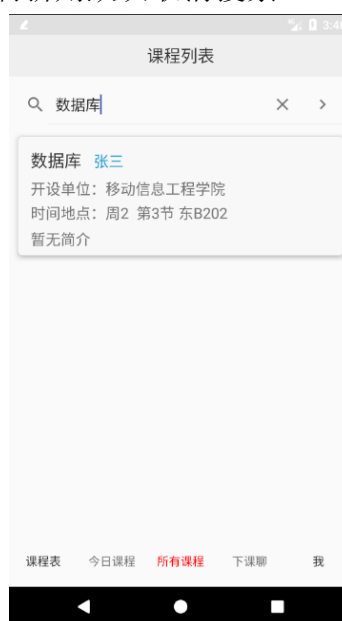 3:4
课程列表
数据库
数据库 张三
开设单位：移动信息工程学院
时间地点：周2 第3节 东B202
暂无简介
课程表 今日课程 所有课程 下课聊 我